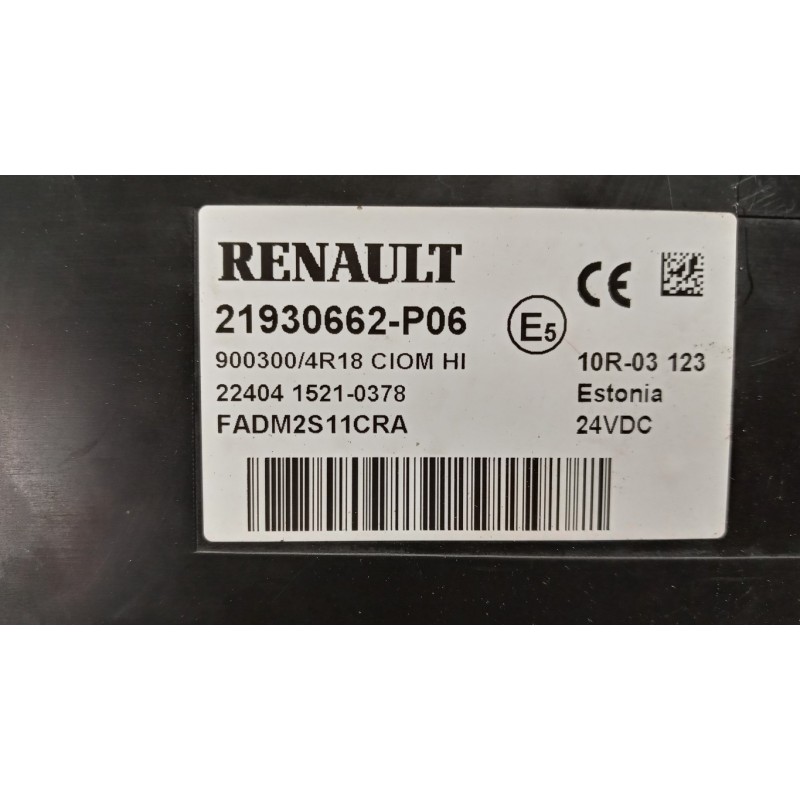 RENAULT
21930662-P06
E5
CE
900300/4R18 CIOM HI
10R-03 123
22404 1521-0378
Estonia
FADM2S11CRA
24VDC